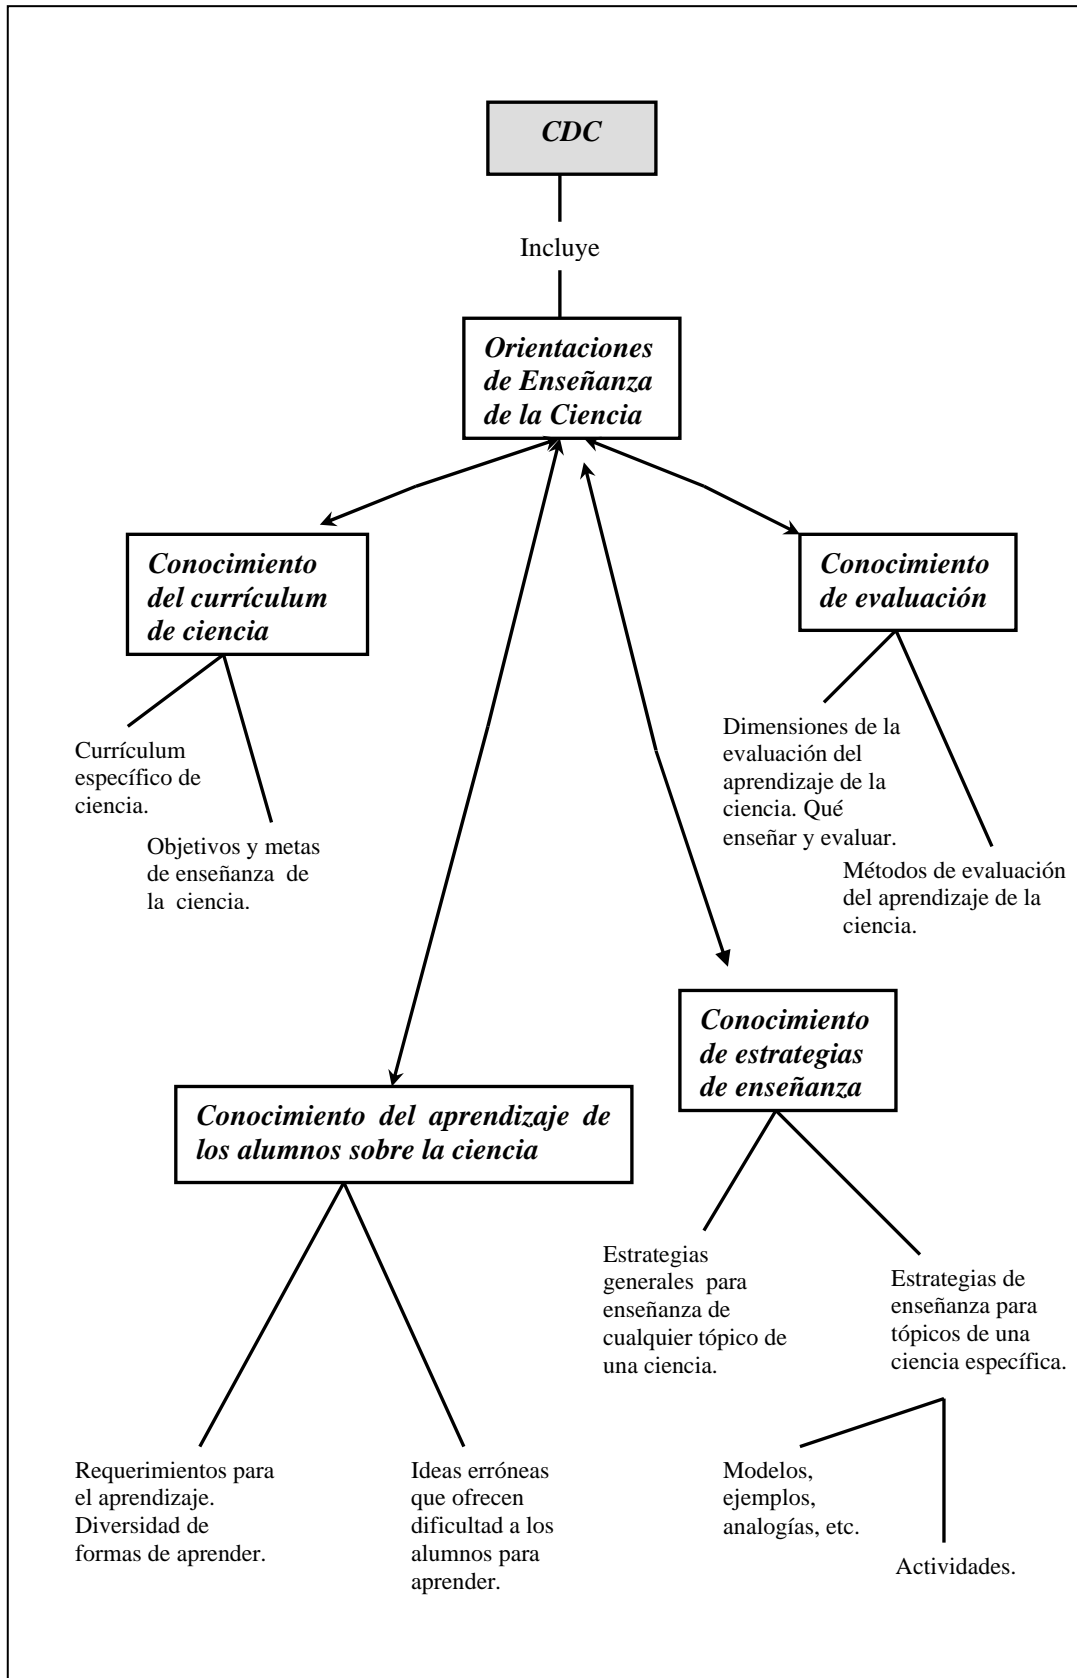 CDC
Incluye
Orientaciones
de Enseñanza
de la Ciencia
Conocimiento
del currículum
de ciencia
Conocimiento
de evaluación
Currículum
específico de
ciencia.
Objetivos y metas
de enseñanza de
la ciencia.
Dimensiones de la
evaluación del
aprendizaje de la
ciencia. Qué
enseñar y evaluar.
Métodos de evaluación
del aprendizaje de la
ciencia.
Conocimiento del aprendizaje de
los alumnos sobre la ciencia
Conocimiento
de estrategias
de enseñanza
Requerimientos para
el aprendizaje.
Diversidad de
formas de aprender.
Ideas erróneas
que ofrecen
dificultad a los
alumnos para
aprender.
Estrategias
generales para
enseñanza de
cualquier tópico de
una ciencia.
Estrategias de
enseñanza para
tópicos de una
ciencia específica.
Modelos,
ejemplos,
analogías, etc.
Actividades.